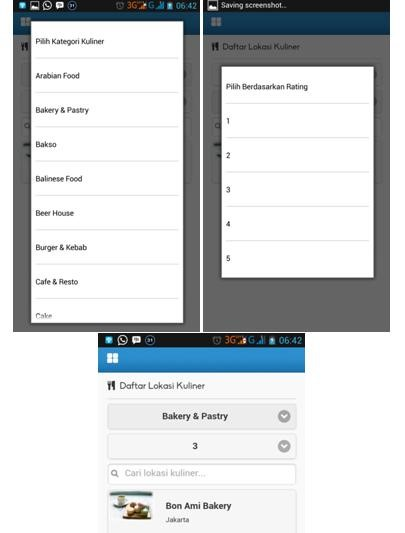 06:42
Pilih Kategori Kuliner
Arabian Food
Bakery & Pastry
Bakso
Balinese Food
Beer House
Burger & Kebab
Cafe & Resto
Cake
Saving screenshot...
Daftar Lokasi Kuliner
Pilih Berdasarkan Rating
1
2
3
4
5
31 3G G 06:42
Daftar Lokasi Kuliner
Bakery & Pastry
3
Cari lokasi kuliner...
Bon Ami Bakery
Jakarta